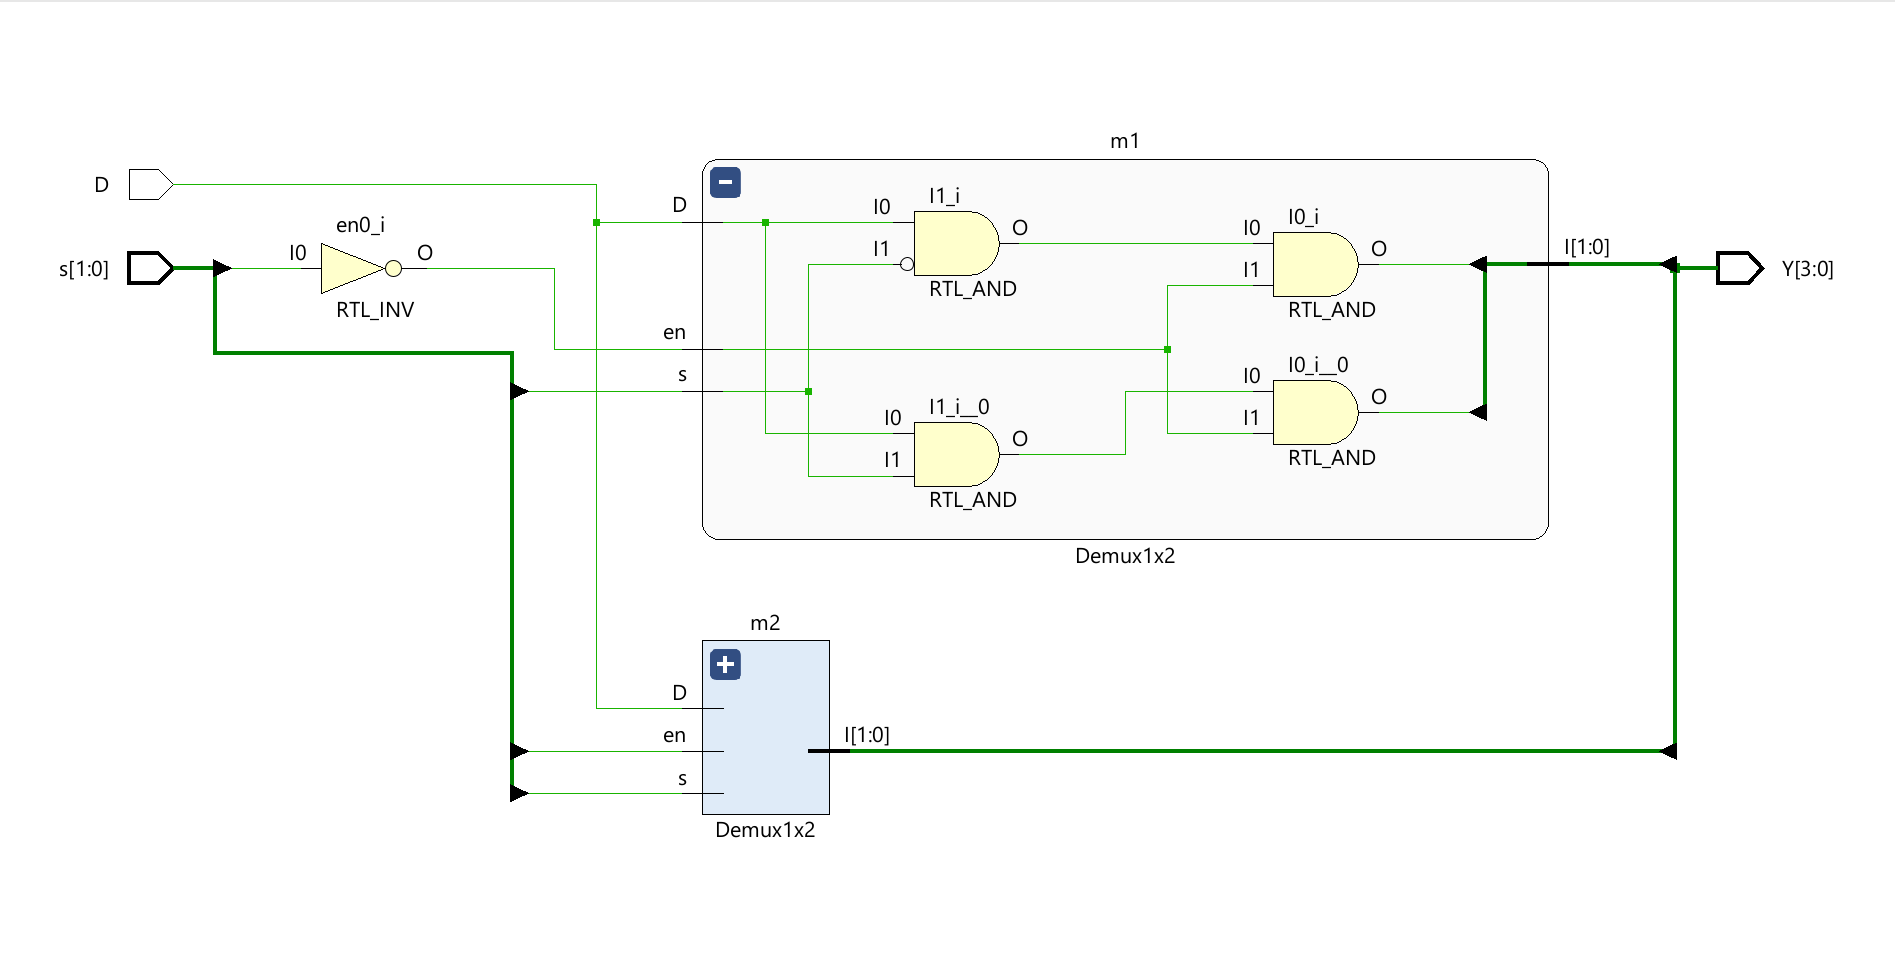 m1
D
en0_i
I0
O
RTL_INV
s[1:0]
D
en
s
I1_i
I0
I1
O
RTL_AND
I1_i__0
I0
I1
O
RTL_AND
I0_i
I0
I1
O
RTL_AND
I0_i__0
I0
I1
O
RTL_AND
I[1:0]
Y[3:0]
Demux1x2
m2
D
en
s
I[1:0]
Demux1x2